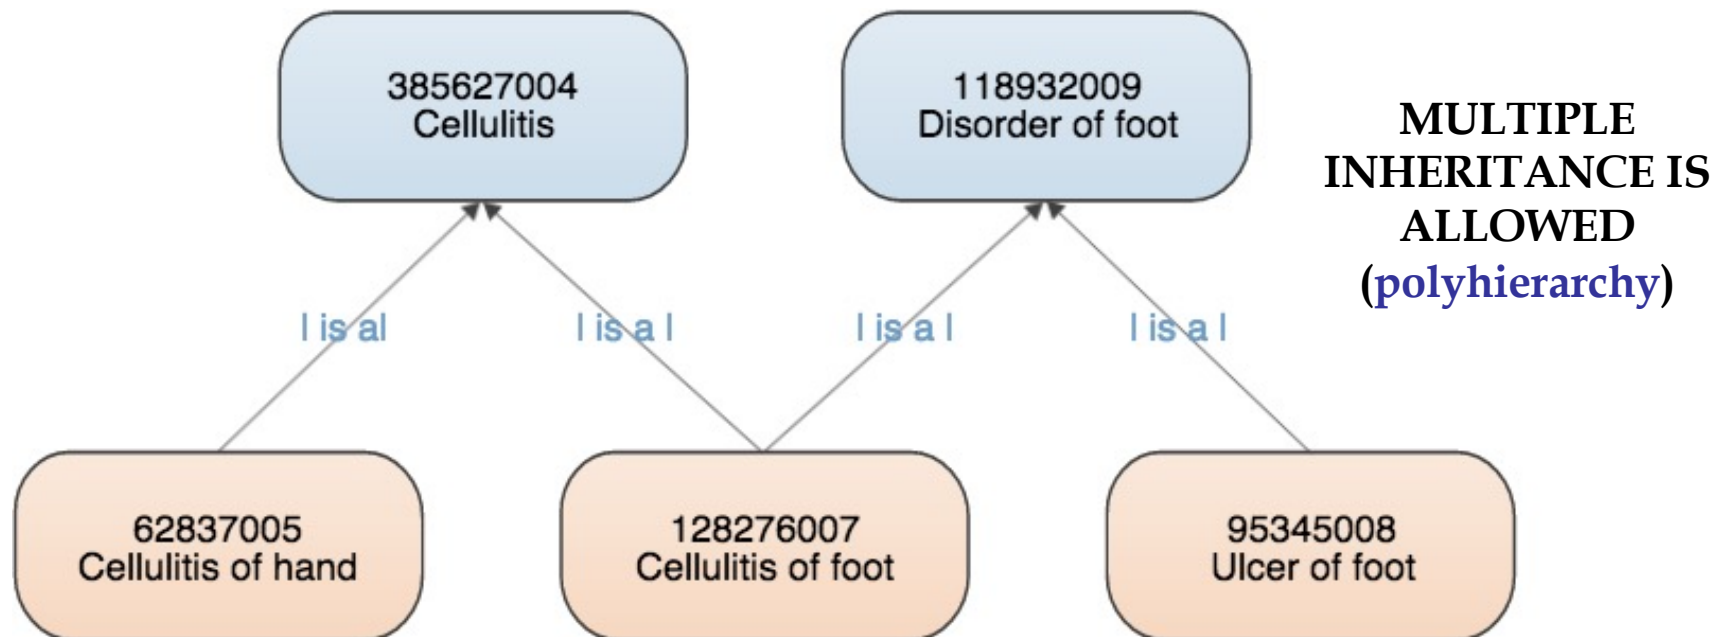 385627004
Cellulitis
118932009
Disorder of foot
MULTIPLE
INHERITANCE IS
ALLOWED
(polyhierarchy)
l is al
l is a l
l is a l
l is a l
62837005
Cellulitis of hand
128276007
Cellulitis of foot
95345008
Ulcer of foot